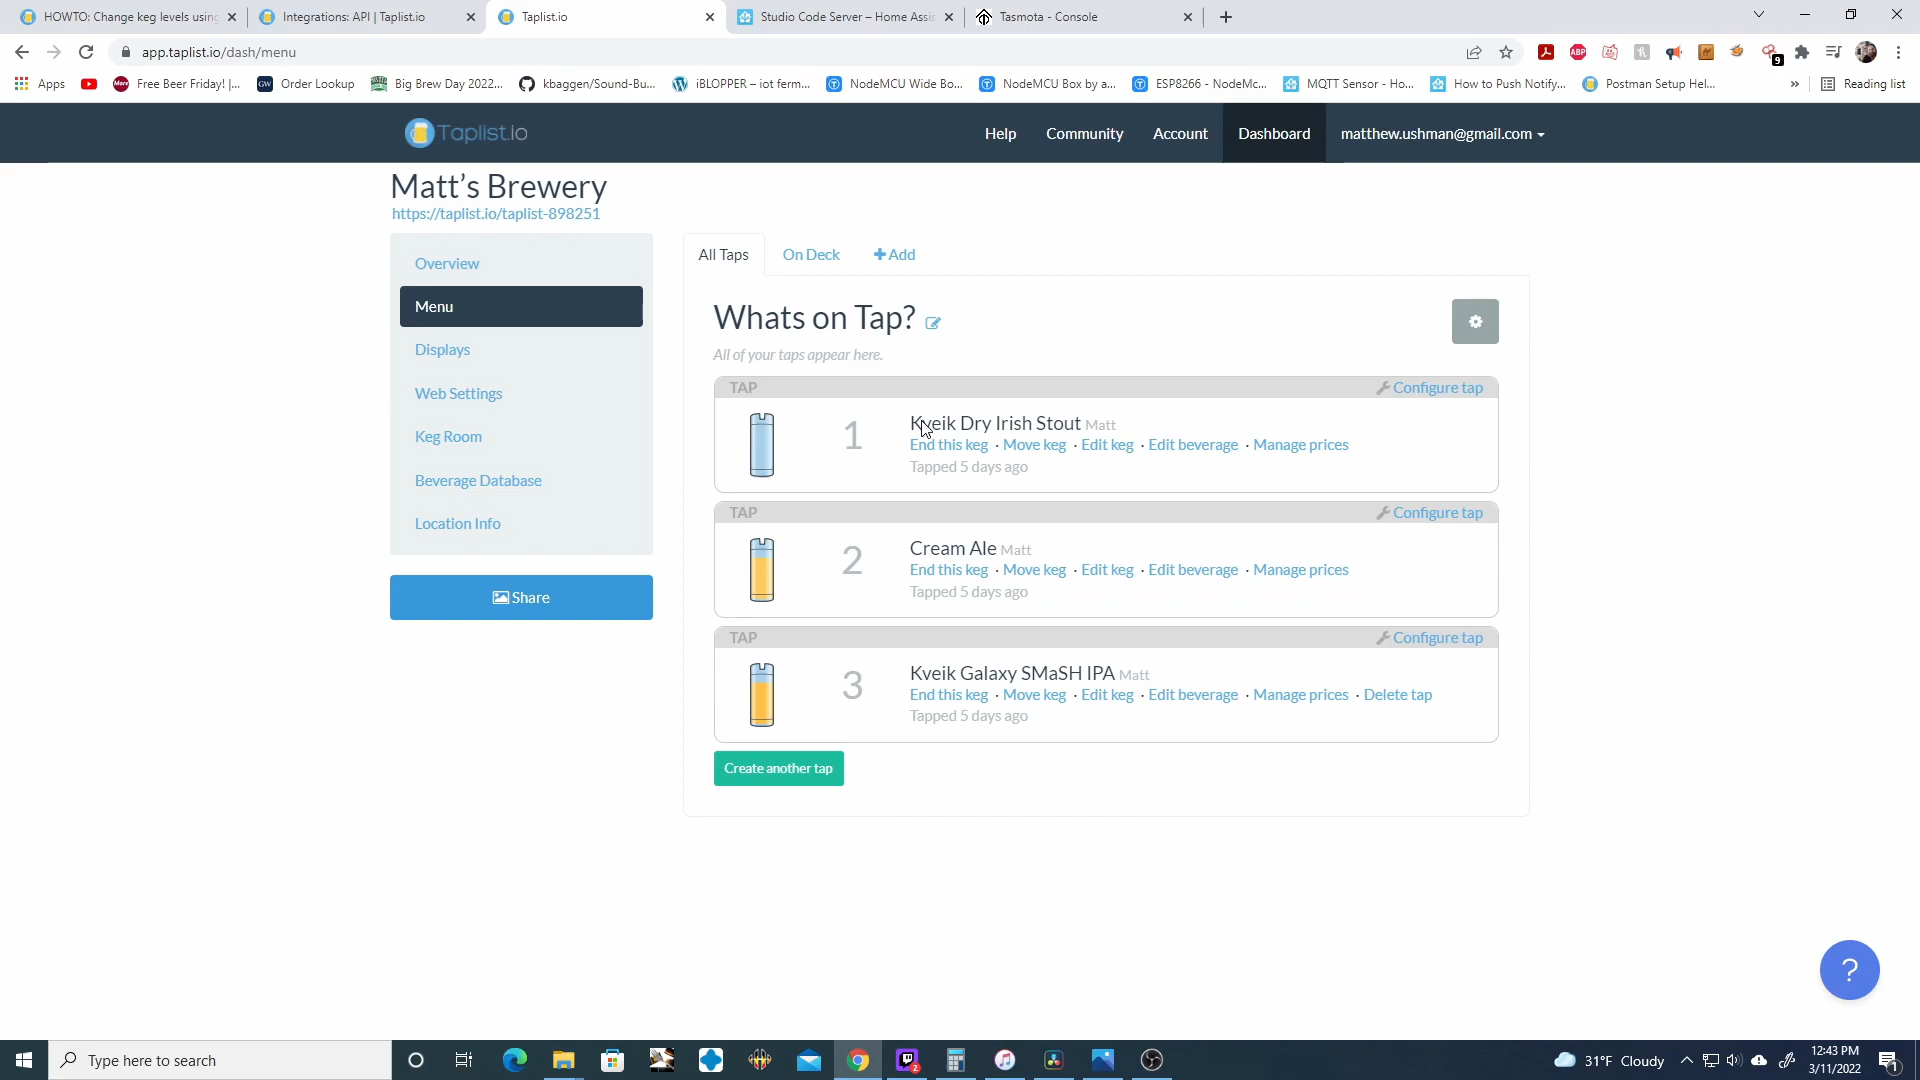 HOWTO: Change keg levels using
Integrations: API | Taplist.io
Taplist.io
Studio Code Server – Home Assis
Tasmota - Console
app.taplist.io/dash/menu
ABP
9
Apps
Free Beer Friday! |...
GW Order Lookup
Big Brew Day 2022...
kbaggen/Sound-Bu...
iBLOPPER – iot ferm...
NodeMCU Wide Bo...
NodeMCU Box by a...
ESP8266 - NodeMc...
MQTT Sensor - Ho...
How to Push Notify...
Postman Setup Hel...
»
Reading list
Taplist.io
Help
Community
Account
Dashboard
matthew.ushman@gmail.com
Matt's Brewery
https://taplist.io/taplist-898251
Overview
Menu
Displays
Web Settings
Keg Room
Beverage Database
Location Info
Share
All Taps
On Deck
+Add
Whats on Tap?
All of your taps appear here.
TAP
Configure tap
1
Kveik Dry Irish Stout Matt
End this keg · Move keg · Edit keg · Edit beverage · Manage prices
Tapped 5 days ago
TAP
Configure tap
2
Cream Ale Matt
End this keg · Move keg · Edit keg · Edit beverage · Manage prices
Tapped 5 days ago
TAP
Configure tap
3
Kveik Galaxy SMaSH IPA Matt
End this keg · Move keg · Edit keg · Edit beverage · Manage prices · Delete tap
Tapped 5 days ago
Create another tap
?
Type here to search
2
31°F Cloudy
12:43 PM
3/11/2022
1